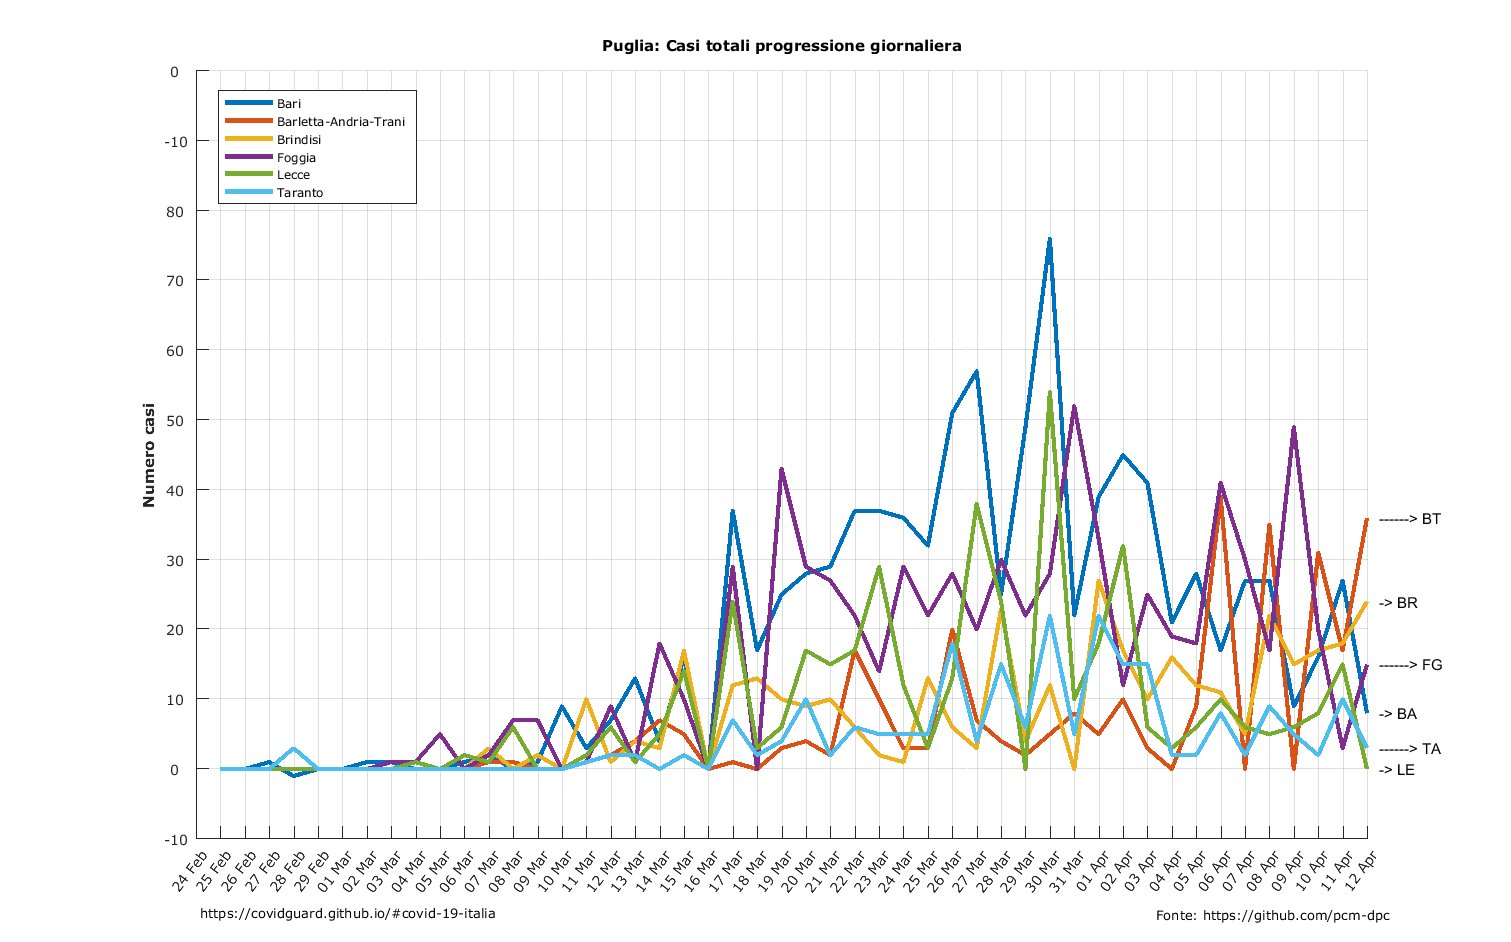 Puglia: Casi totali progressione giornaliera
0
-10
80
70
60
50
40
30
20
10
0
-10
Numero casi
Bari
Barletta-Andria-Trani
Brindisi
Foggia
Lecce
Taranto
------> BT
-> BR
------> FG
-> BA
------> TA
-> LE
24 Feb
25 Feb
26 Feb
27 Feb
28 Feb
29 Feb
01 Mar
02 Mar
03 Mar
04 Mar
05 Mar
06 Mar
07 Mar
08 Mar
09 Mar
10 Mar
11 Mar
12 Mar
13 Mar
14 Mar
15 Mar
16 Mar
17 Mar
18 Mar
19 Mar
20 Mar
21 Mar
22 Mar
23 Mar
24 Mar
25 Mar
26 Mar
27 Mar
28 Mar
29 Mar
30 Mar
31 Mar
01 Apr
02 Apr
03 Apr
04 Apr
05 Apr
06 Apr
07 Apr
08 Apr
09 Apr
10 Apr
11 Apr
12 Apr
https://covidguard.github.io/#covid-19-italia
Fonte: https://github.com/pcm-dpc